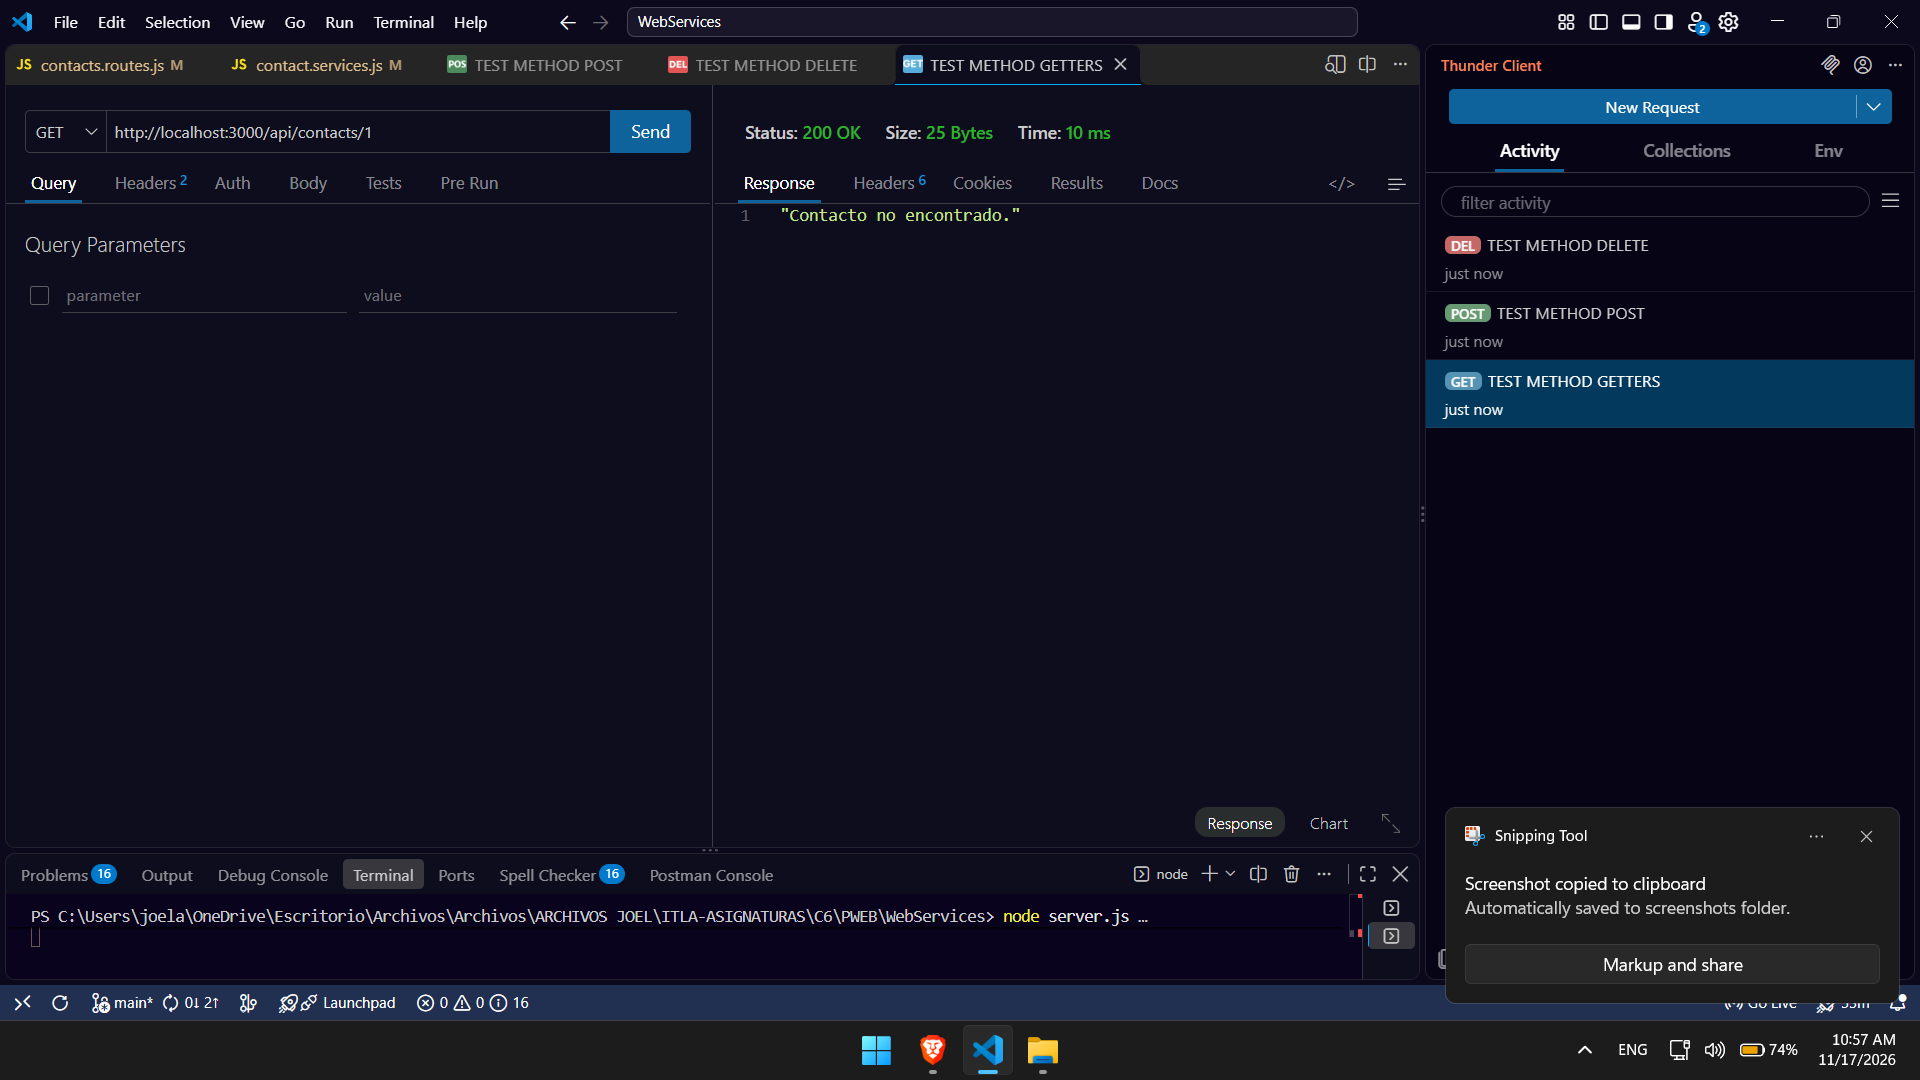 File Edit Selection View Go Run Terminal Help
WebServices
2
JS contacts.routes.js M
JS contact.services.js M
POS TEST METHOD POST
DEL TEST METHOD DELETE
GET TEST METHOD GETTERS
GET http://localhost:3000/api/contacts/1 Send
Query Headers 2 Auth Body Tests Pre Run
Query Parameters
parameter value
Status: 200 OK Size: 25 Bytes Time: 10 ms
Response Headers 6 Cookies Results Docs </>
1 "Contacto no encontrado."
Response Chart
Thunder Client
New Request
Activity Collections Env
filter activity
DEL TEST METHOD DELETE
just now
POST TEST METHOD POST
just now
GET TEST METHOD GETTERS
just now
Problems 16 Output Debug Console Terminal Ports Spell Checker 16 Postman Console
node
PS C:\Users\joela\OneDrive\Escritorio\Archivos\Archivos\ARCHIVOS JOEL\ITLA-ASIGNATURAS\C6\PWEB\WebServices> node server.js …
Snipping Tool
Screenshot copied to clipboard
Automatically saved to screenshots folder.
Markup and share
main* 0↓ 2↑ Launchpad 0 0 16
Go Live
ENG 74%
10:57 AM
11/17/2026